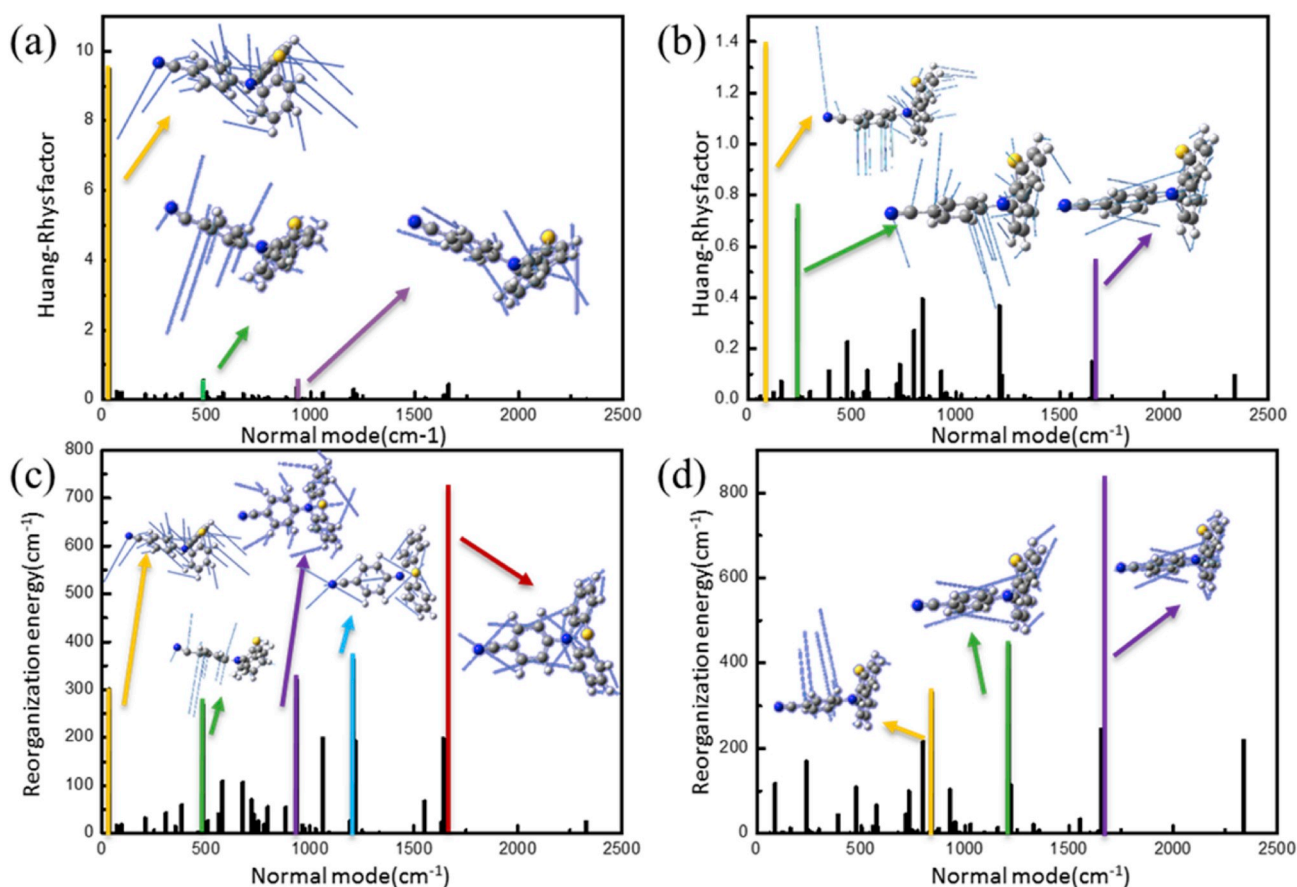 (a)
Huang-Rhysfactor
10
8
6
4
2
0
0 500 1000 1500 2000 2500
Normal mode(cm-1)
(b)
Huang-Rhysfactor
1.4
1.2
1.0
0.8
0.6
0.4
0.2
0.0
0 500 1000 1500 2000 2500
Normal mode(cm⁻¹)
(c)
Reorganization energy(cm⁻¹)
800
700
600
500
400
300
200
100
0
0 500 1000 1500 2000 2500
Normal mode(cm⁻¹)
(d)
Reorganization energy(cm⁻¹)
800
600
400
200
0
0 500 1000 1500 2000 2500
Normal mode(cm⁻¹)